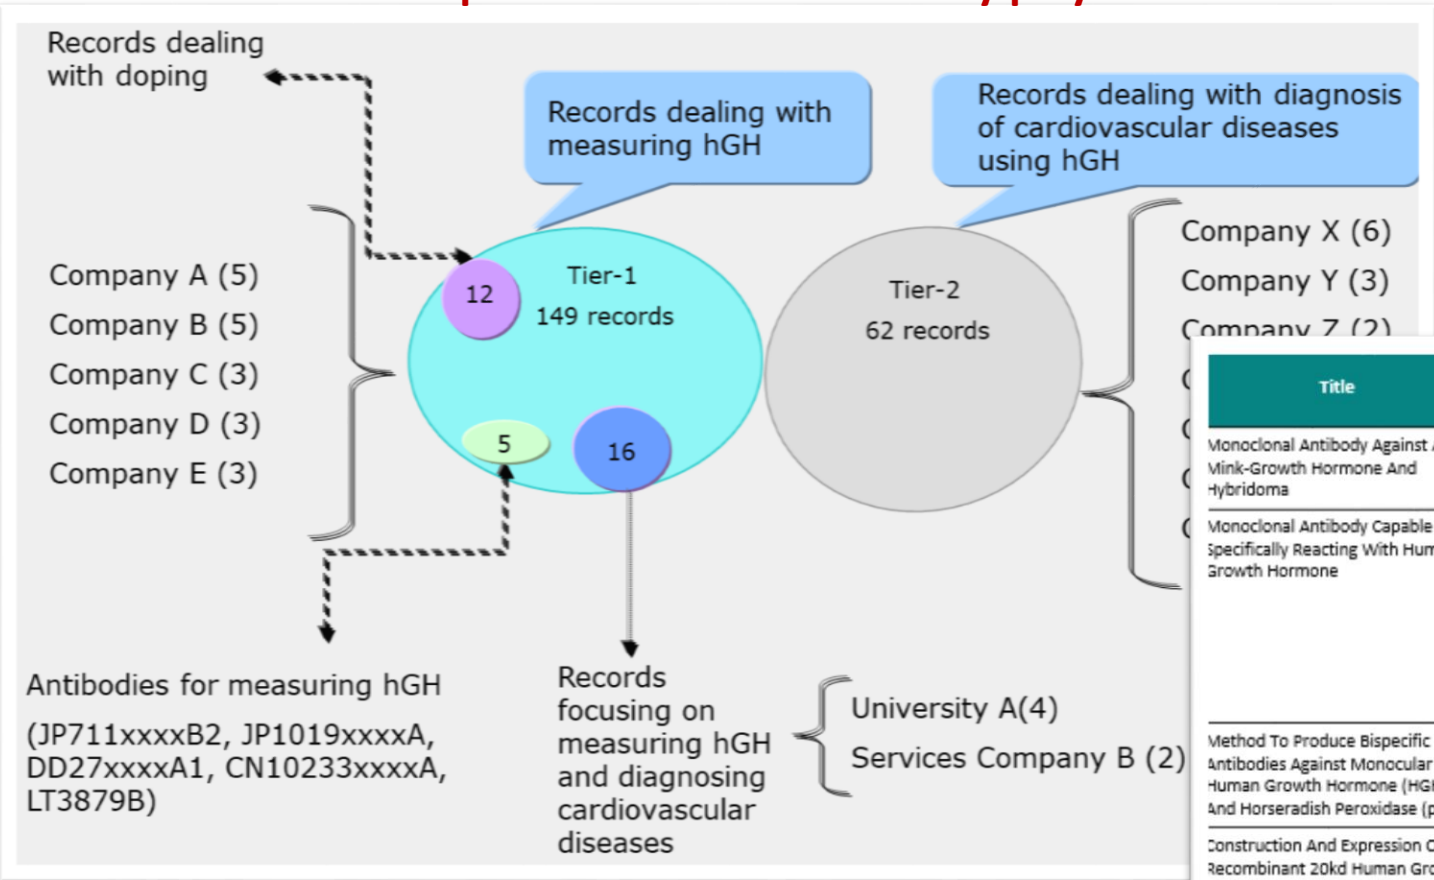 Records dealing
with doping
Records dealing with
measuring hGH
Records dealing with diagnosis
of cardiovascular diseases
using hGH
Company A (5)
Company B (5)
Company C (3)
Company D (3)
Company E (3)
12
Tier-1
149 records
5
16
Tier-2
62 records
Company X (6)
Company Y (3)
Company Z (2)
Antibodies for measuring hGH
(JP711xxxxB2, JP1019xxxxA,
DD27xxxxA1, CN10233xxxxA,
LT3879B)
Records
focusing on
measuring hGH
and diagnosing
cardiovascular
diseases
University A(4)
Services Company B (2)
Title
Monoclonal Antibody Against
Mink-Growth Hormone And
Hybridoma
Monoclonal Antibody Capable
Specifically Reacting With
Growth Hormone
Method To Produce Bispecific
Antibodies Against Monocular
Human Growth Hormone
And Horseradish Peroxidase
Construction And Expression
Recombinant 20kd Human